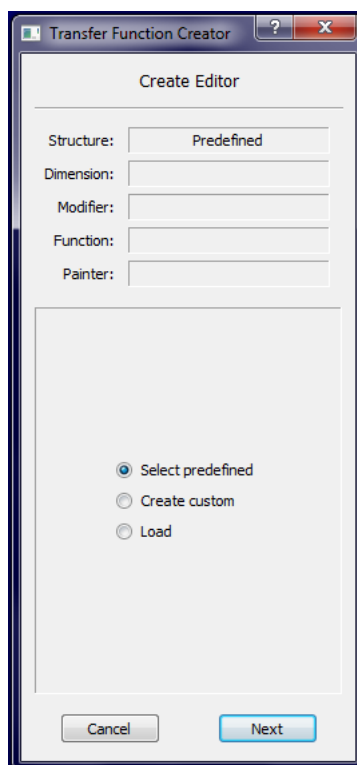 Transfer Function Creator
Create Editor
Structure: Predefined
Dimension:
Modifier:
Function:
Painter:
Select predefined
Create custom
Load
Cancel Next